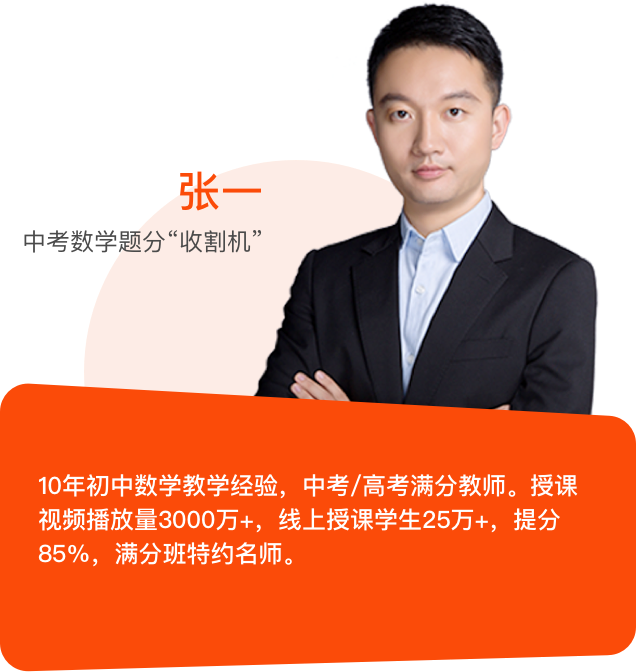 张一
中考数学题分“收割机”
10年初中数学教学经验，中考/高考满分教师。授课
视频播放量3000万+，线上授课学生25万+，提分
85%，满分班特约名师。